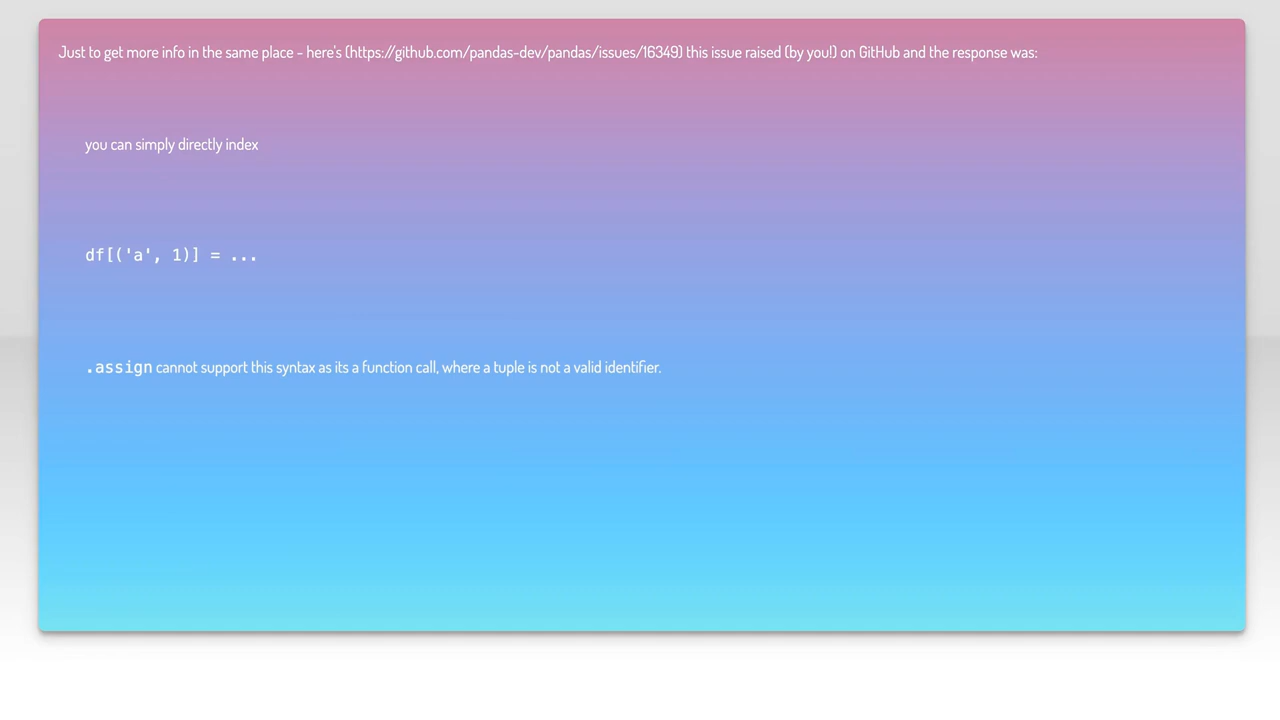 Just to get more info in the same place - here's (https://github.com/pandas-dev/pandas/issues/16349) this issue raised (by you!) on GitHub and the response was:
you can simply directly index
df[('a', 1)] = ...
.assign cannot support this syntax as its a function call, where a tuple is not a valid identifier.